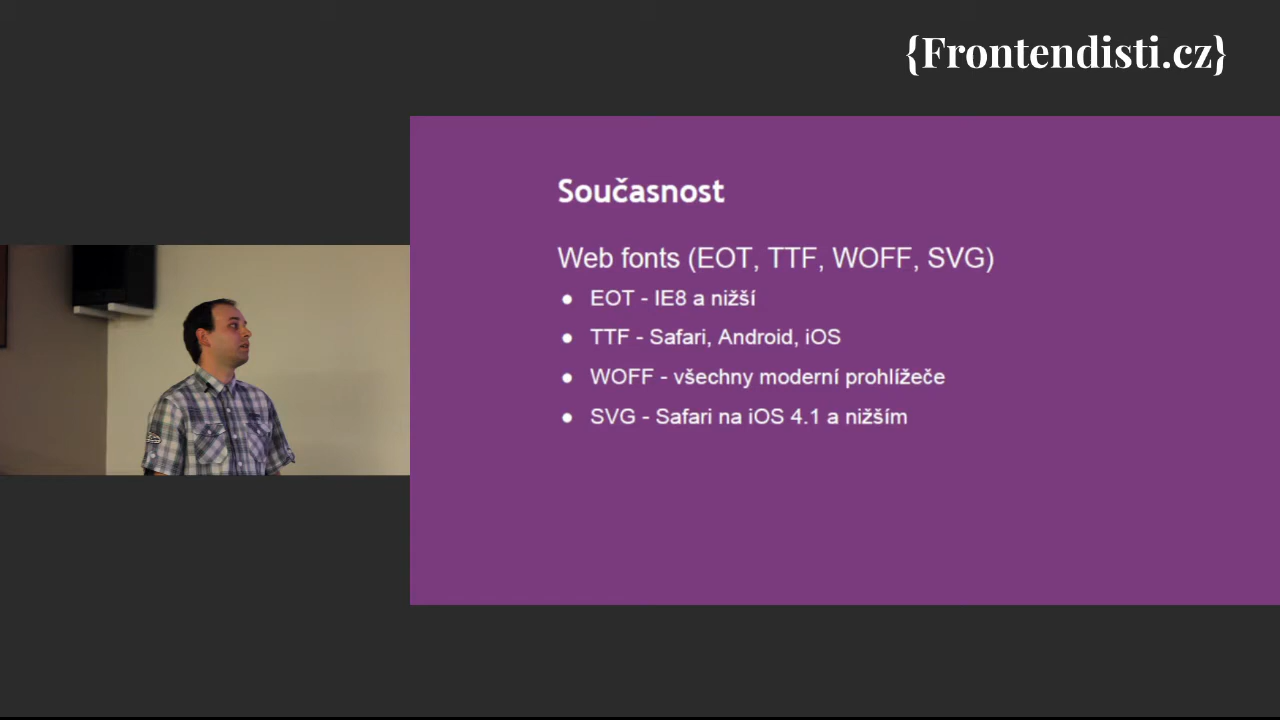 {Frontendisti.cz}
Současnost
Web fonts (EOT, TTF, WOFF, SVG)
● EOT - IE8 a nižší
● TTF - Safari, Android, iOS
● WOFF - všechny moderní prohlížeče
● SVG - Safari na iOS 4.1 a nižším